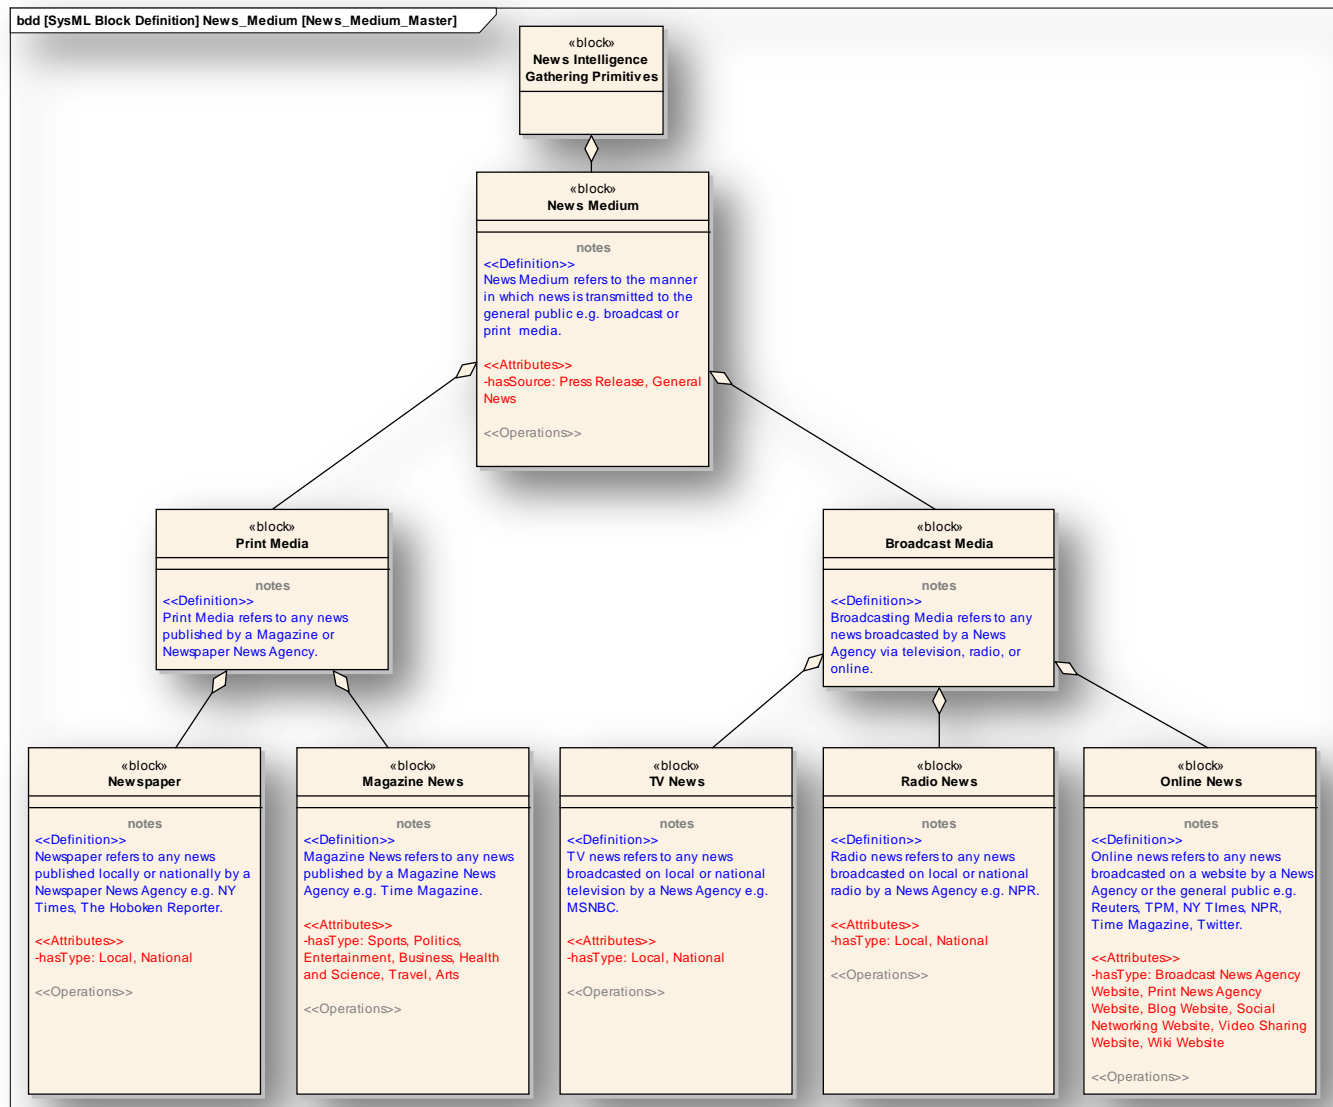 bdd [SysML Block Definition] News_Medium [News_Medium_Master]
«block»
News Intelligence
Gathering Primitives
«block»
News Medium
notes
<<Definition>>
News Medium refers to the manner
in which news is transmitted to the
general public e.g. broadcast or
print media.
<<Attributes>>
-hasSource: Press Release, General
News
<<Operations>>
«block»
Print Media
notes
<<Definition>>
Print Media refers to any news
published by a Magazine or
Newspaper News Agency.
«block»
Broadcast Media
notes
<<Definition>>
Broadcasting Media refers to any
news broadcasted by a News
Agency via television, radio, or
online.
«block»
Newspaper
notes
<<Definition>>
Newspaper refers to any news
published locally or nationally by a
Newspaper News Agency e.g. NY
Times, The Hoboken Reporter.
<<Attributes>>
-hasType: Local, National
<<Operations>>
«block»
Magazine News
notes
<<Definition>>
Magazine News refers to any news
published by a Magazine News
Agency e.g. Time Magazine.
<<Attributes>>
-hasType: Sports, Politics,
Entertainment, Business, Health
and Science, Travel, Arts
<<Operations>>
«block»
TV News
notes
<<Definition>>
TV news refers to any news
broadcasted on local or national
television by a News Agency e.g.
MSNBC.
<<Attributes>>
-hasType: Local, National
<<Operations>>
«block»
Radio News
notes
<<Definition>>
Radio news refers to any news
broadcasted on local or national
radio by a News Agency e.g. NPR.
<<Attributes>>
-hasType: Local, National
<<Operations>>
«block»
Online News
notes
<<Definition>>
Online news refers to any news
broadcasted on a website by a News
Agency or the general public e.g.
Reuters, TPM, NY TImes, NPR,
Time Magazine, Twitter.
<<Attributes>>
-hasType: Broadcast News Agency
Website, Print News Agency
Website, Blog Website, Social
Networking Website, Video Sharing
Website, Wiki Website
<<Operations>>